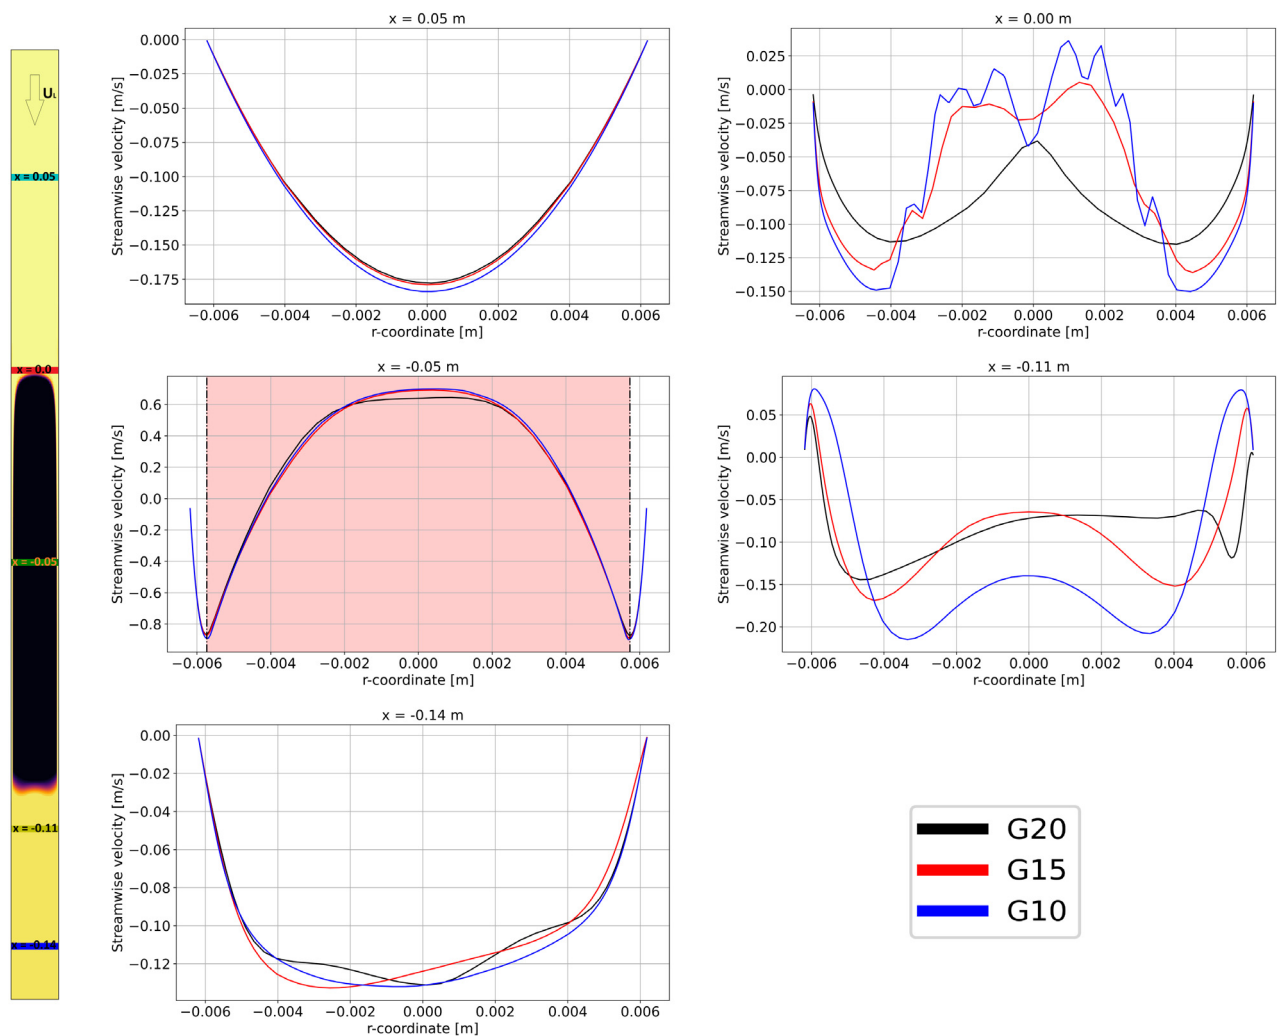 U_L
x = 0.05
x = 0.0
x = -0.05
x = -0.11
x = -0.14
x = 0.05 m
0.000
−0.025
−0.050
−0.075
−0.100
−0.125
−0.150
−0.175
Streamwise velocity [m/s]
−0.006 −0.004 −0.002 0.000 0.002 0.004 0.006
r-coordinate [m]
x = 0.00 m
0.025
0.000
−0.025
−0.050
−0.075
−0.100
−0.125
−0.150
Streamwise velocity [m/s]
−0.006 −0.004 −0.002 0.000 0.002 0.004 0.006
r-coordinate [m]
x = -0.05 m
0.6
0.4
0.2
0.0
−0.2
−0.4
−0.6
−0.8
Streamwise velocity [m/s]
−0.006 −0.004 −0.002 0.000 0.002 0.004 0.006
r-coordinate [m]
x = -0.11 m
0.05
0.00
−0.05
−0.10
−0.15
−0.20
Streamwise velocity [m/s]
−0.006 −0.004 −0.002 0.000 0.002 0.004 0.006
r-coordinate [m]
x = -0.14 m
0.00
−0.02
−0.04
−0.06
−0.08
−0.10
−0.12
Streamwise velocity [m/s]
−0.006 −0.004 −0.002 0.000 0.002 0.004 0.006
r-coordinate [m]
G20
G15
G10